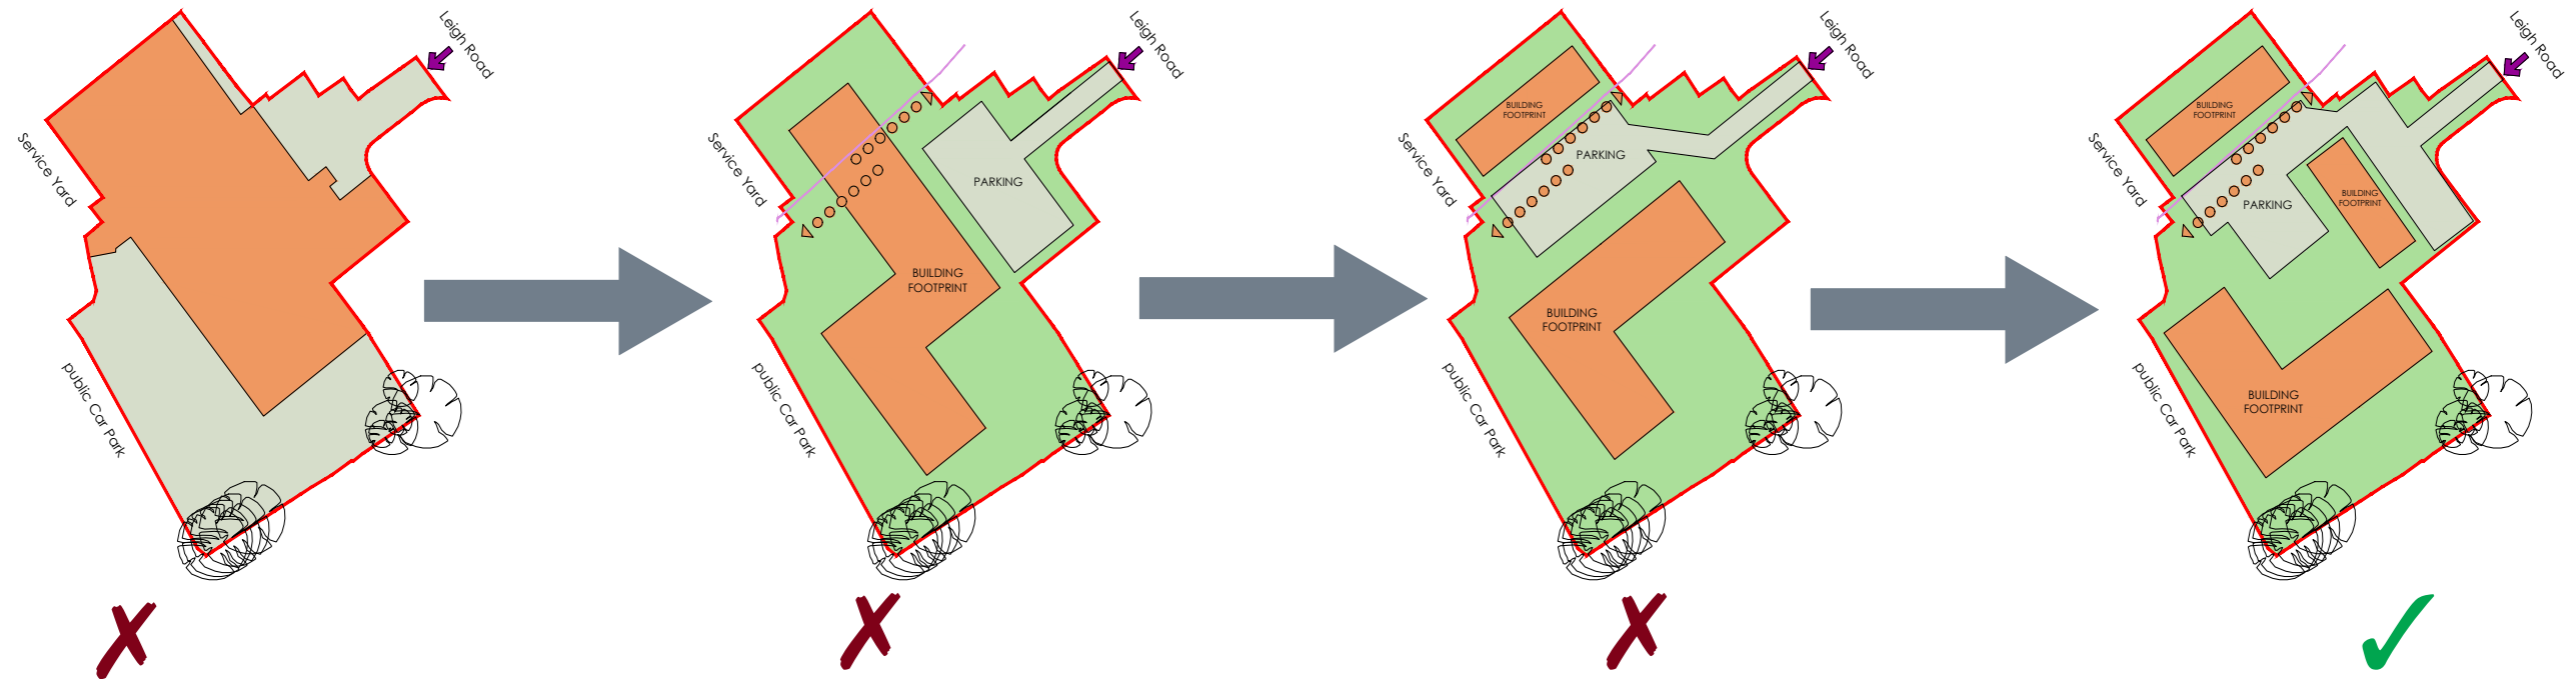 Leigh Road
Service Yard
public Car Park
Leigh Road
Service Yard
PARKING
BUILDING
FOOTPRINT
public Car Park
Leigh Road
BUILDING
FOOTPRINT
Service Yard
PARKING
BUILDING
FOOTPRINT
public Car Park
Leigh Road
BUILDING
FOOTPRINT
Service Yard
BUILDING
FOOTPRINT
PARKING
public Car Park
BUILDING
FOOTPRINT